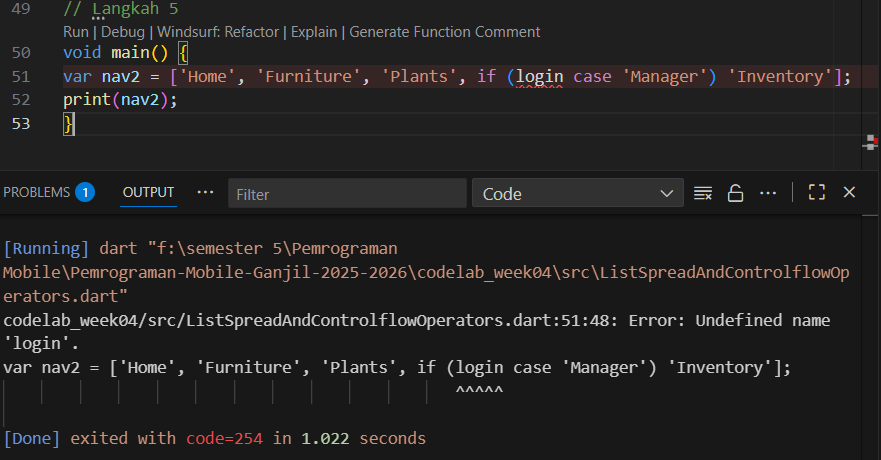 49 // Langkah 5
Run | Debug | Windsurf: Refactor | Explain | Generate Function Comment
50 void main() {
51 var nav2 = ['Home', 'Furniture', 'Plants', if (login case 'Manager') 'Inventory'];
52 print(nav2);
53 }
PROBLEMS 1 OUTPUT ··· Filter Code ···
[Running] dart "f:\semester 5\Pemrograman
Mobile\Pemrograman-Mobile-Ganjil-2025-2026\codelab_week04\src\ListSpreadAndControlflowOp
erators.dart"
codelab_week04/src/ListSpreadAndControlflowOperators.dart:51:48: Error: Undefined name
'login'.
var nav2 = ['Home', 'Furniture', 'Plants', if (login case 'Manager') 'Inventory'];
^^^^^
[Done] exited with code=254 in 1.022 seconds